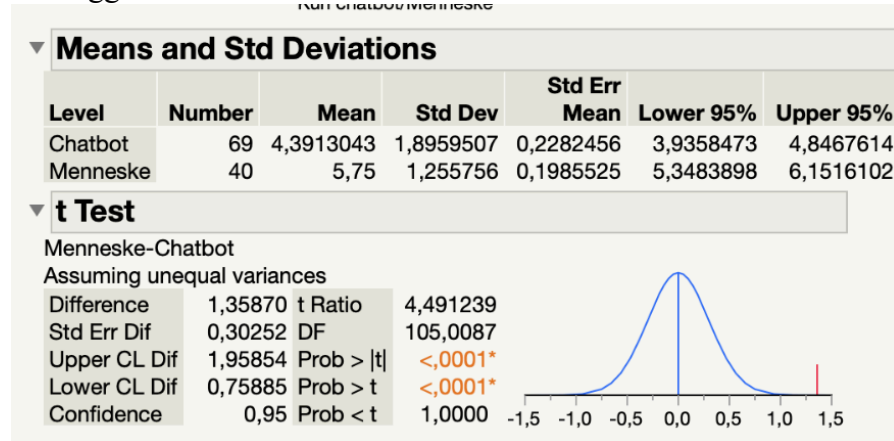 Kun chatbot/Menneske
Means and Std Deviations
Std Err
Level Number Mean Std Dev Mean Lower 95% Upper 95%
Chatbot 69 4,3913043 1,8959507 0,2282456 3,9358473 4,8467614
Menneske 40 5,75 1,255756 0,1985525 5,3483898 6,1516102
t Test
Menneske-Chatbot
Assuming unequal variances
Difference 1,35870 t Ratio 4,491239
Std Err Dif 0,30252 DF 105,0087
Upper CL Dif 1,95854 Prob > |t| <,0001*
Lower CL Dif 0,75885 Prob > t <,0001*
Confidence 0,95 Prob < t 1,0000
-1,5 -1,0 -0,5 0,0 0,5 1,0 1,5